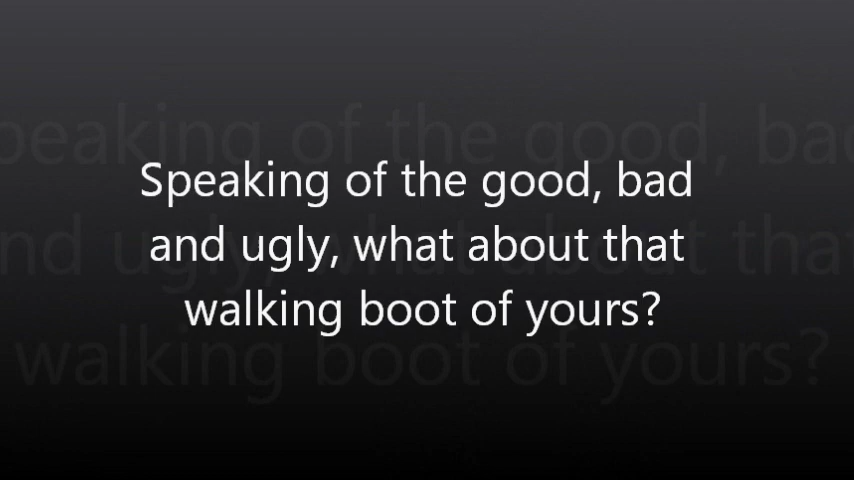 Speaking of the good, bad
and ugly, what about that
walking boot of yours?